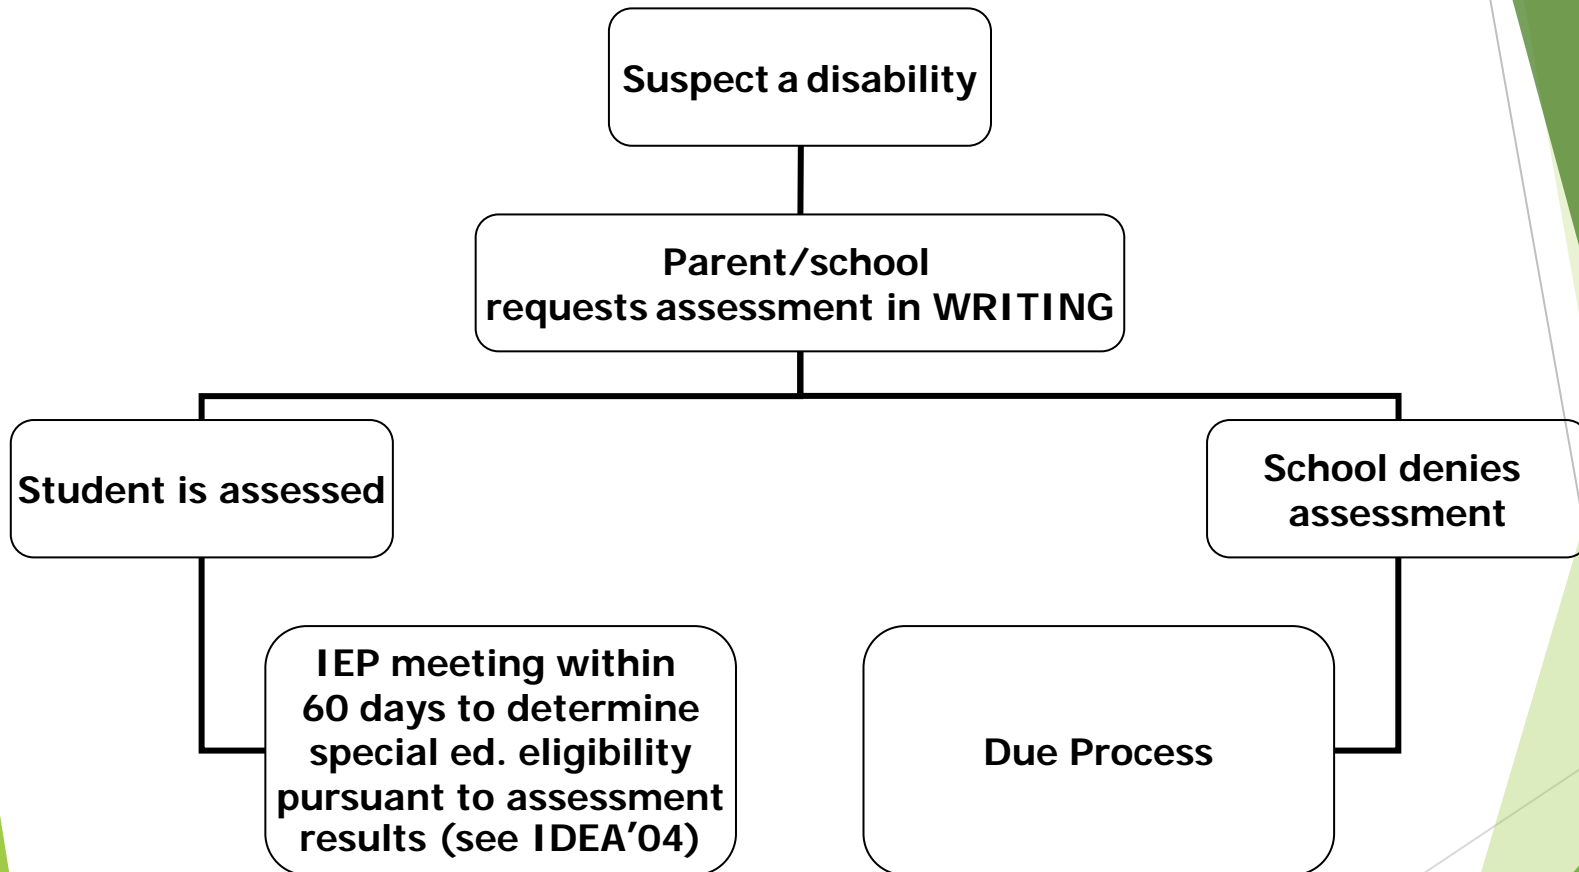 Suspect a disability
Parent/school
requests assessment in WRITING
Student is assessed
School denies
assessment
IEP meeting within
60 days to determine
special ed. eligibility
pursuant to assessment
results (see IDEA’04)
Due Process